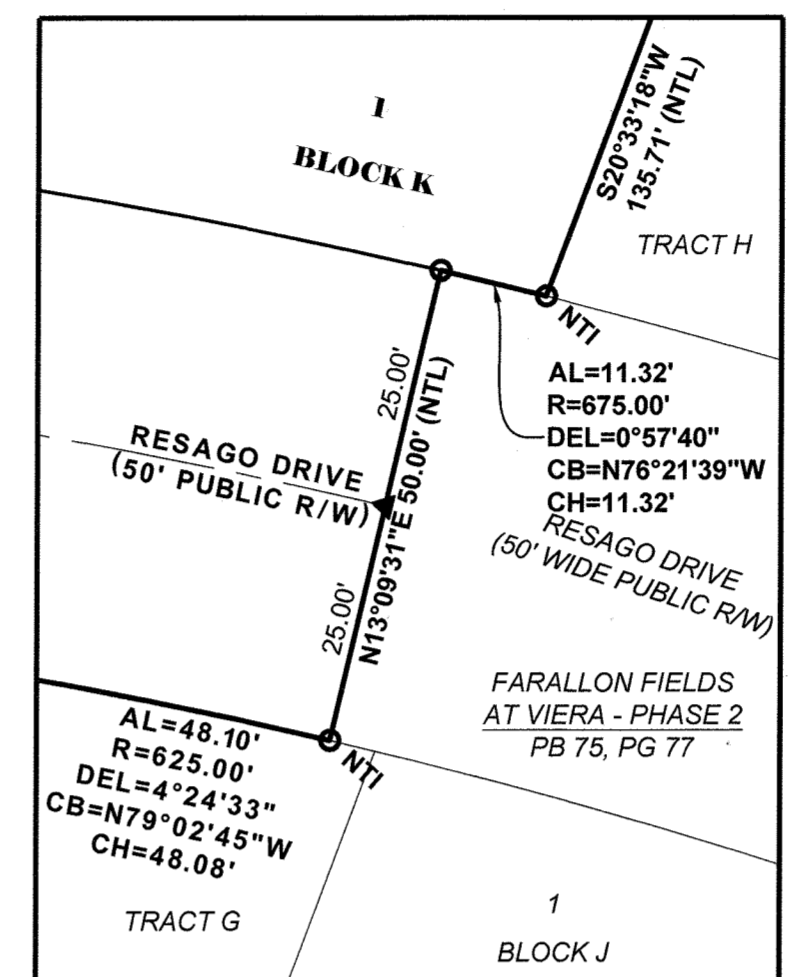 1
BLOCK K
S20°33'18"W
135.71' (NTL)
TRACT H
NTI
25.00'
N13°09'31"E 50.00' (NTL)
AL=11.32'
R=675.00'
DEL=0°57'40"
CB=N76°21'39"W
CH=11.32'
RESAGO DRIVE
(50' PUBLIC R/W)
RESAGO DRIVE
(50' WIDE PUBLIC R/W)
25.00'
FARALLON FIELDS
AT VIERA - PHASE 2
PB 75, PG 77
NTI
AL=48.10'
R=625.00'
DEL=4°24'33"
CB=N79°02'45"W
CH=48.08'
TRACT G
1
BLOCK J